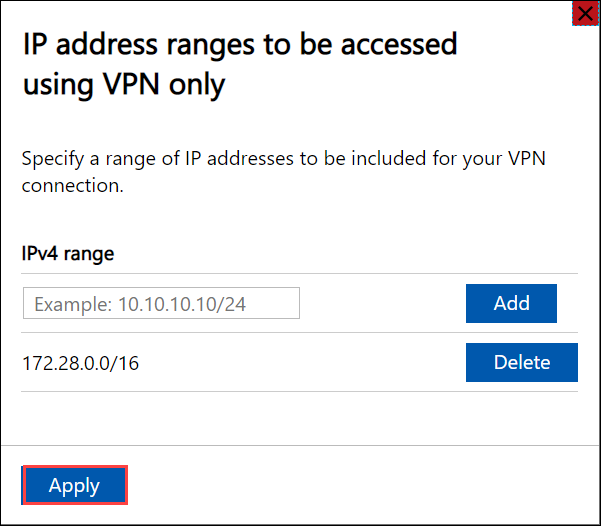 IP address ranges to be accessed
using VPN only
Specify a range of IP addresses to be included for your VPN
connection.
IPv4 range
Example: 10.10.10.10/24
Add
172.28.0.0/16
Delete
Apply